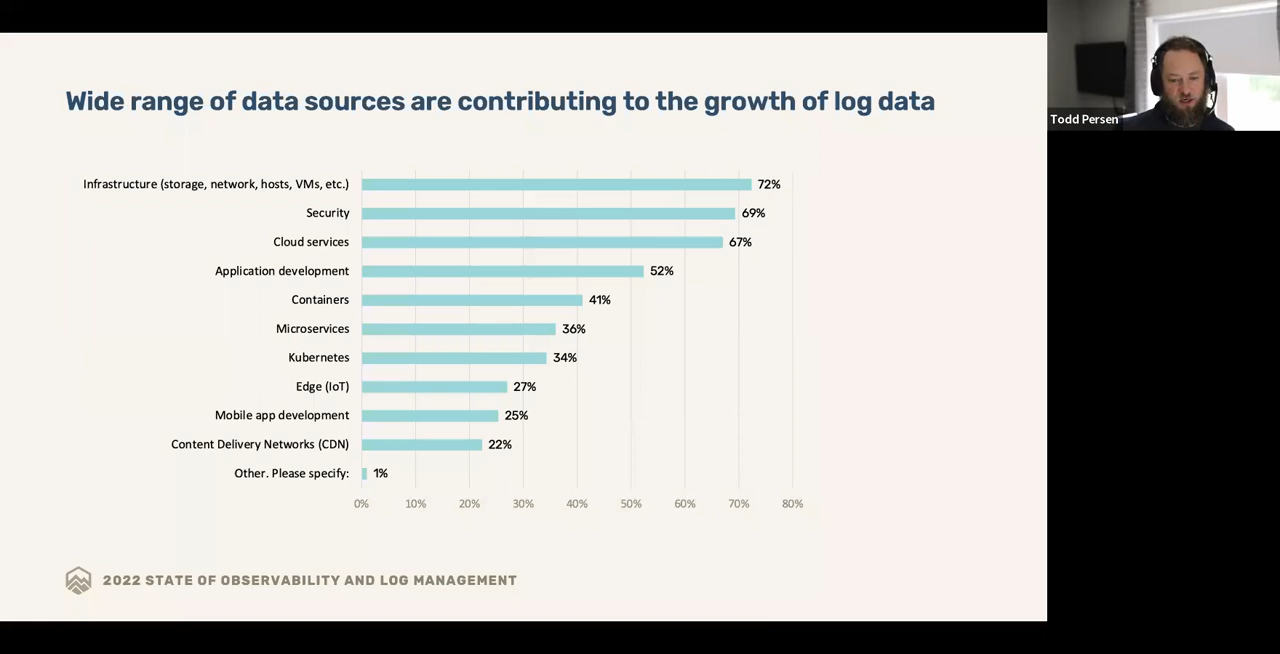 Wide range of data sources are contributing to the growth of log data
Todd Persen
Infrastructure (storage, network, hosts, VMs, etc.) 72%
Security 69%
Cloud services 67%
Application development 52%
Containers 41%
Microservices 36%
Kubernetes 34%
Edge (IoT) 27%
Mobile app development 25%
Content Delivery Networks (CDN) 22%
Other. Please specify: 1%
0% 10% 20% 30% 40% 50% 60% 70% 80%
2022 STATE OF OBSERVABILITY AND LOG MANAGEMENT